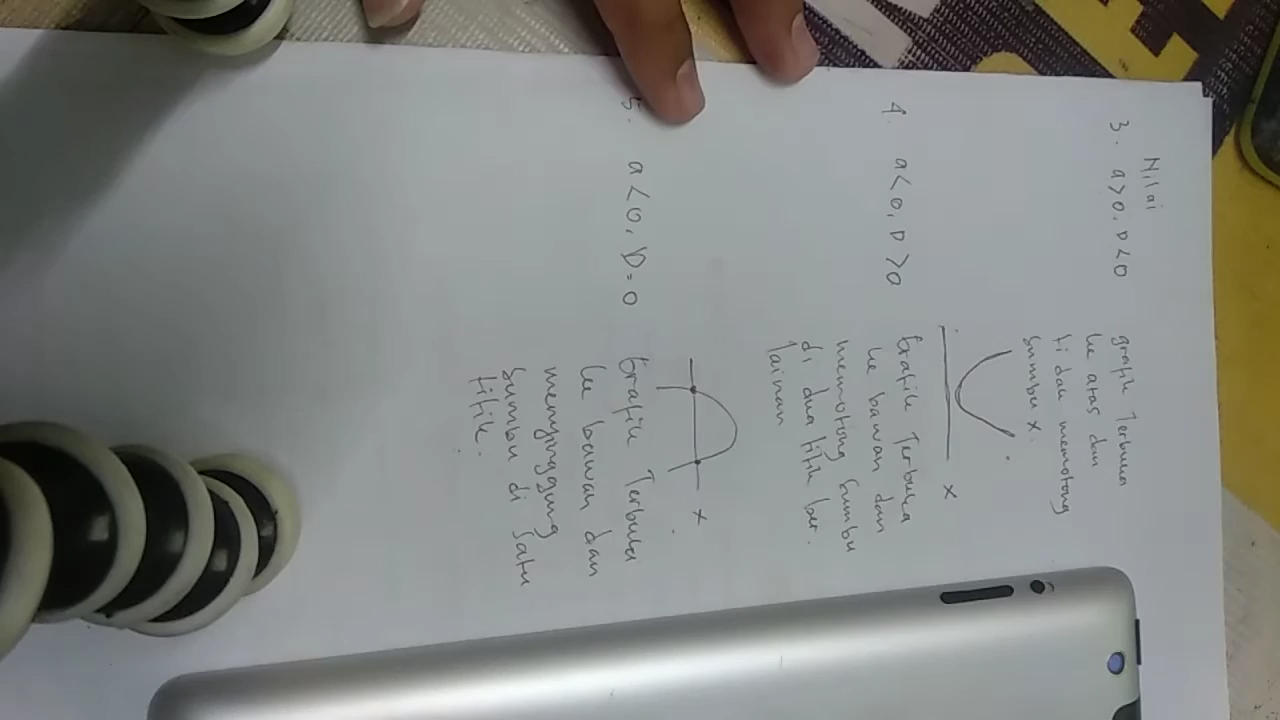 Nilai
3. a>0, D<0
grafik Terbuka
ke atas dan
tidak memotong
sumbu x.
x
4. a<0, D>0
Grafik Terbuka
ke bawah dan
memotong sumbu
di dua titik ber.
lainan
x
5. a<0, D=0
Grafik Terbuka
ke bawah dan
menyinggung
sumbu di satu
titik.